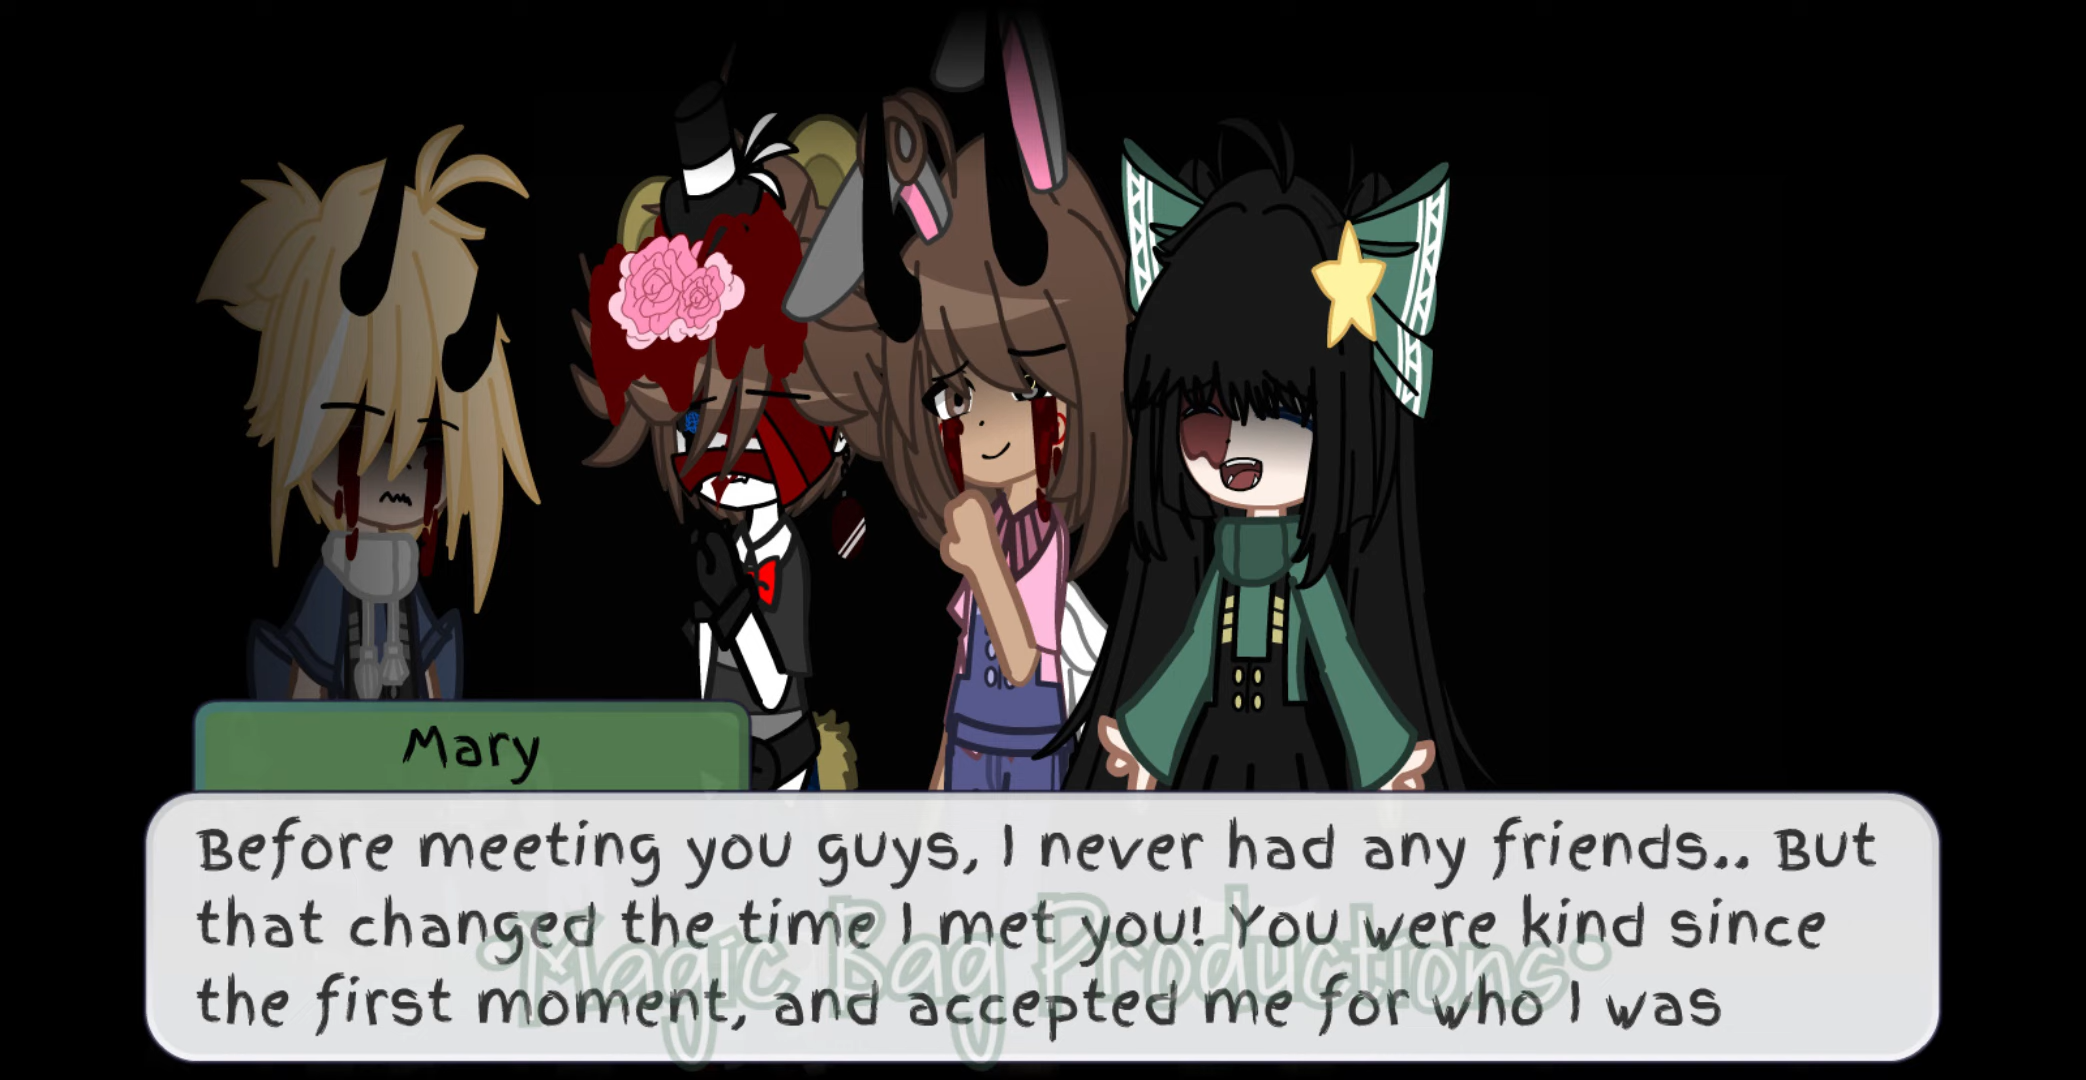 Mary
Before meeting you guys, I never had any friends.. But
that changed the time I met you! You were kind since
the first moment, and accepted me for who I was
•Magic Bag Productions•